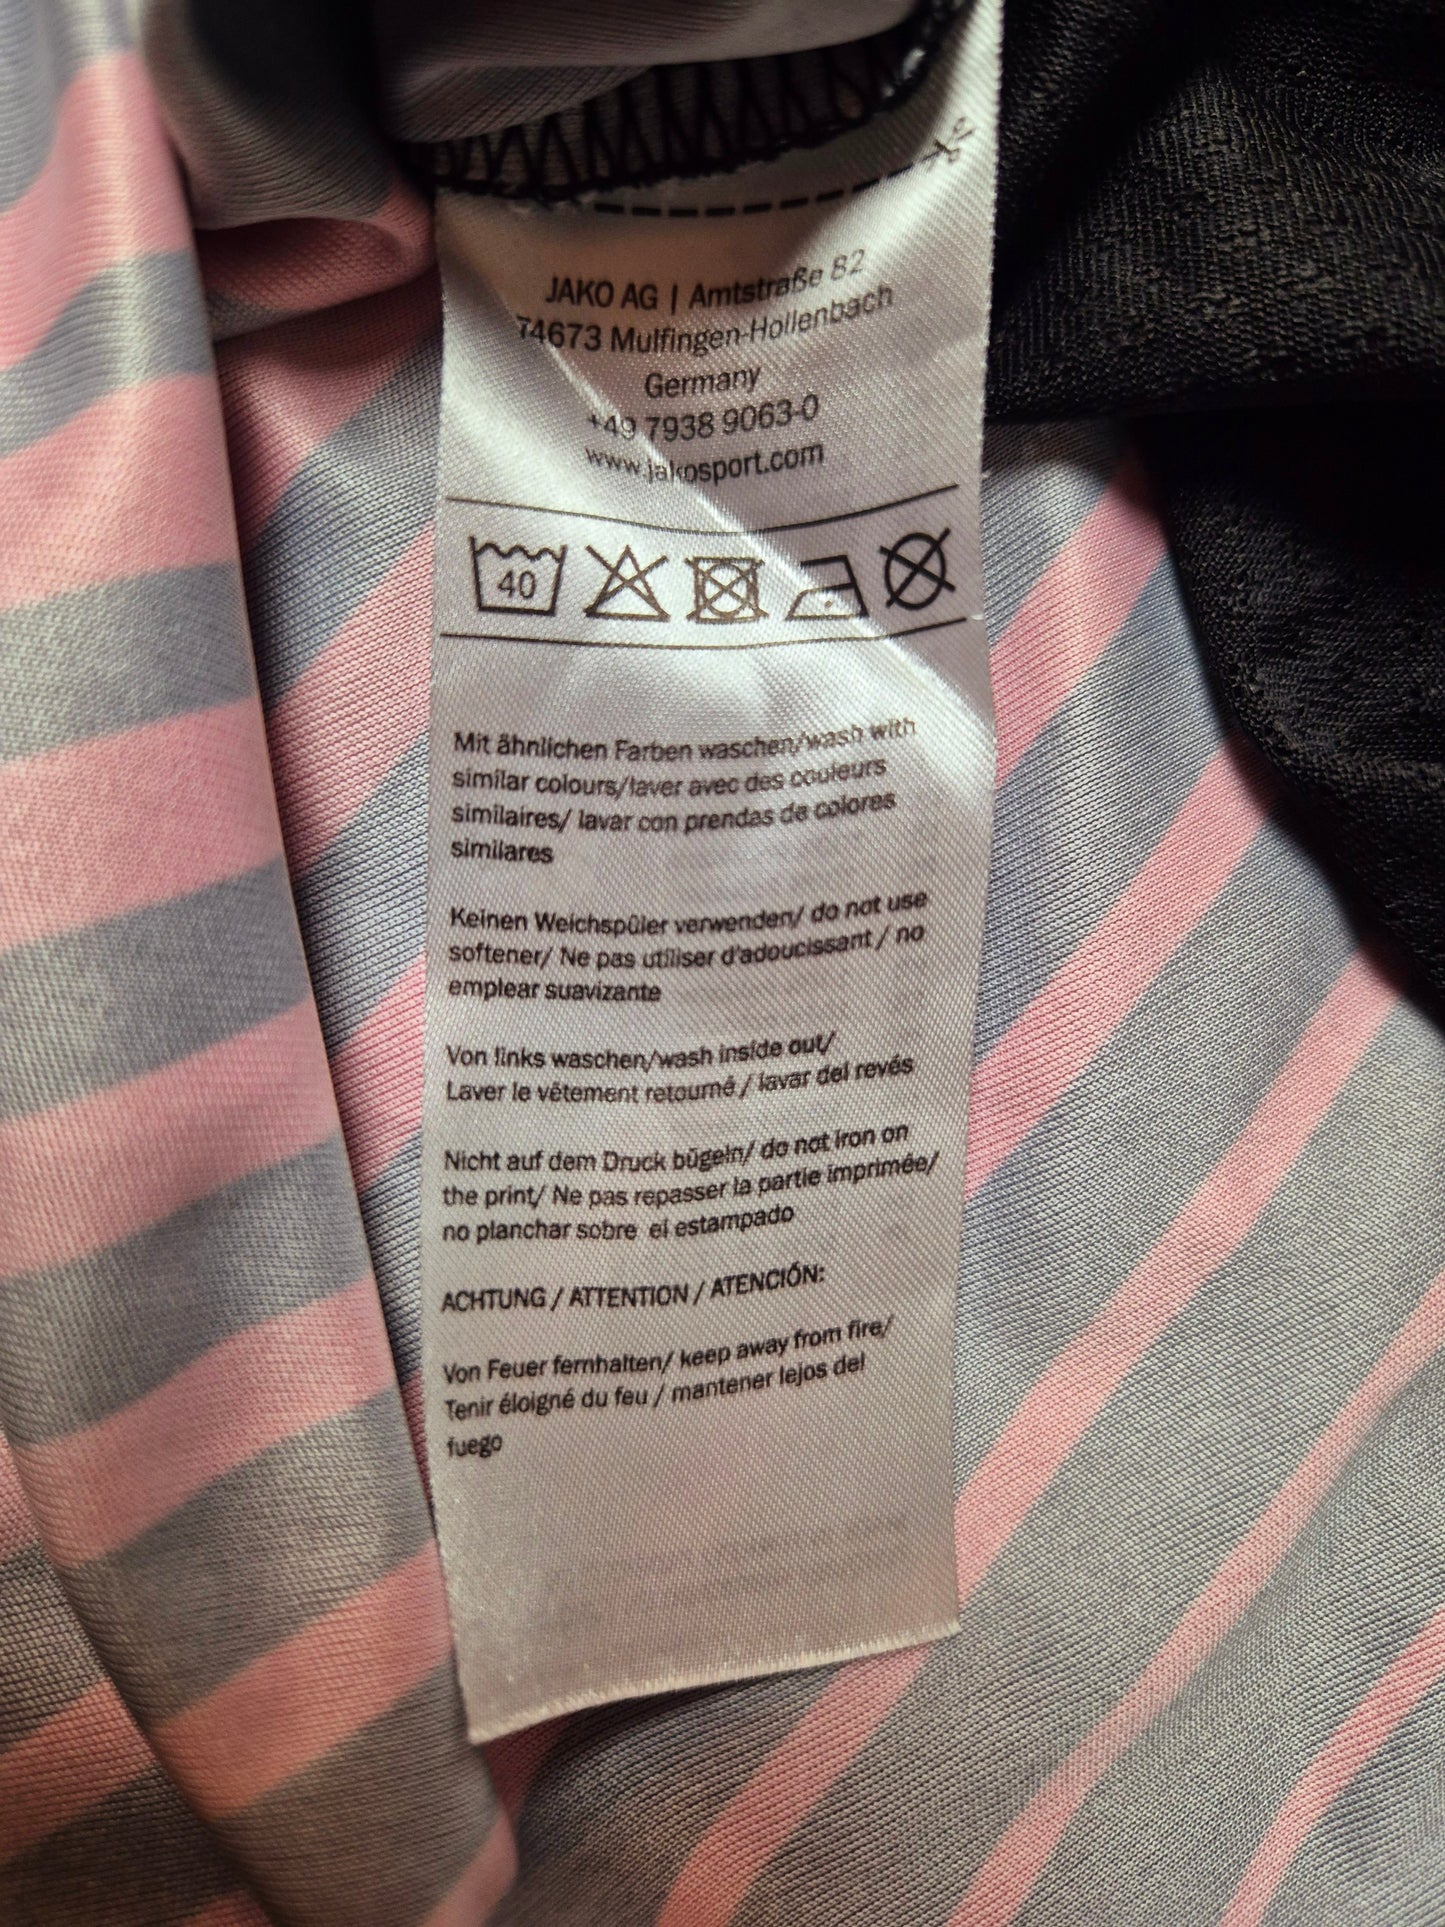 JAKO AG | Amtstraße 82
74673 Mulfingen-Hollenbach
Germany
+49 7938 9063-0
www.jakosport.com
40
Mit ähnlichen Farben waschen/wash with
similar colours/laver avec des couleurs
similaires/ lavar con prendas de colores
similares
Keinen Weichspüler verwenden/ do not use
softener/ Ne pas utiliser d'adoucissant / no
emplear suavizante
Von links waschen/wash inside out/
Laver le vêtement retourné / lavar del revés
Nicht auf dem Druck bügeln/ do not iron on
the print/ Ne pas repasser la partie imprimée/
no planchar sobre el estampado
ACHTUNG / ATTENTION / ATENCIÓN:
Von Feuer fernhalten/ keep away from fire/
Tenir éloigné du feu / mantener lejos del
fuego